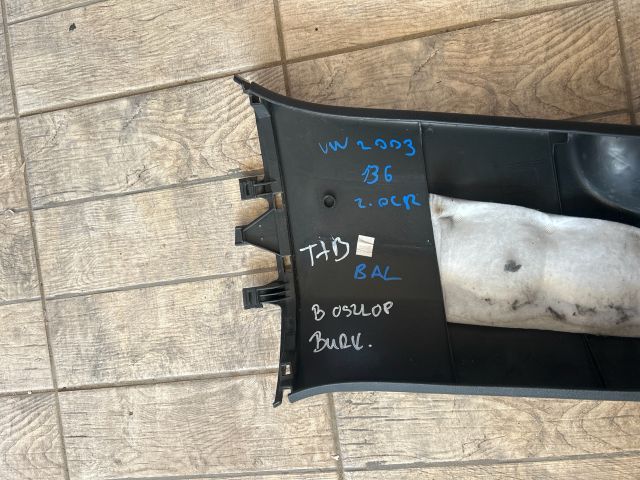 VW 2003
B6
2.0CR
T+B
BAL
B OSZLOP
BURK.